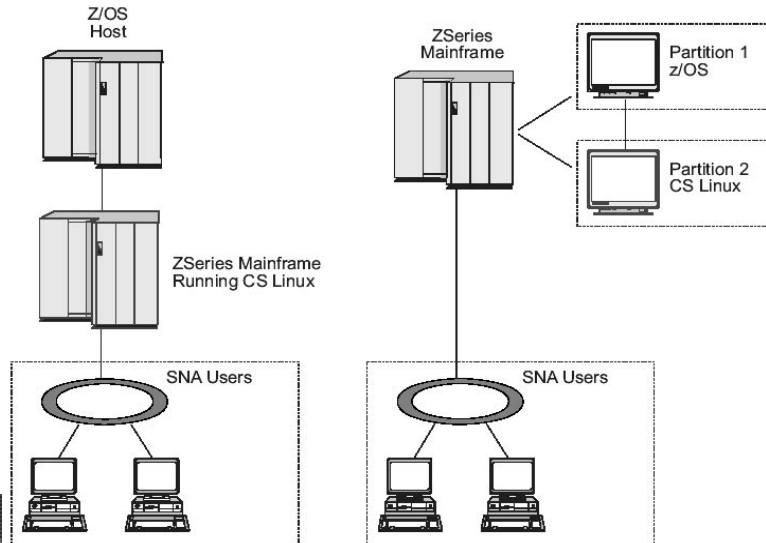 Z/OS
Host
ZSeries Mainframe
Running CS Linux
SNA Users
ZSeries
Mainframe
Partition 1
z/OS
Partition 2
CS Linux
SNA Users